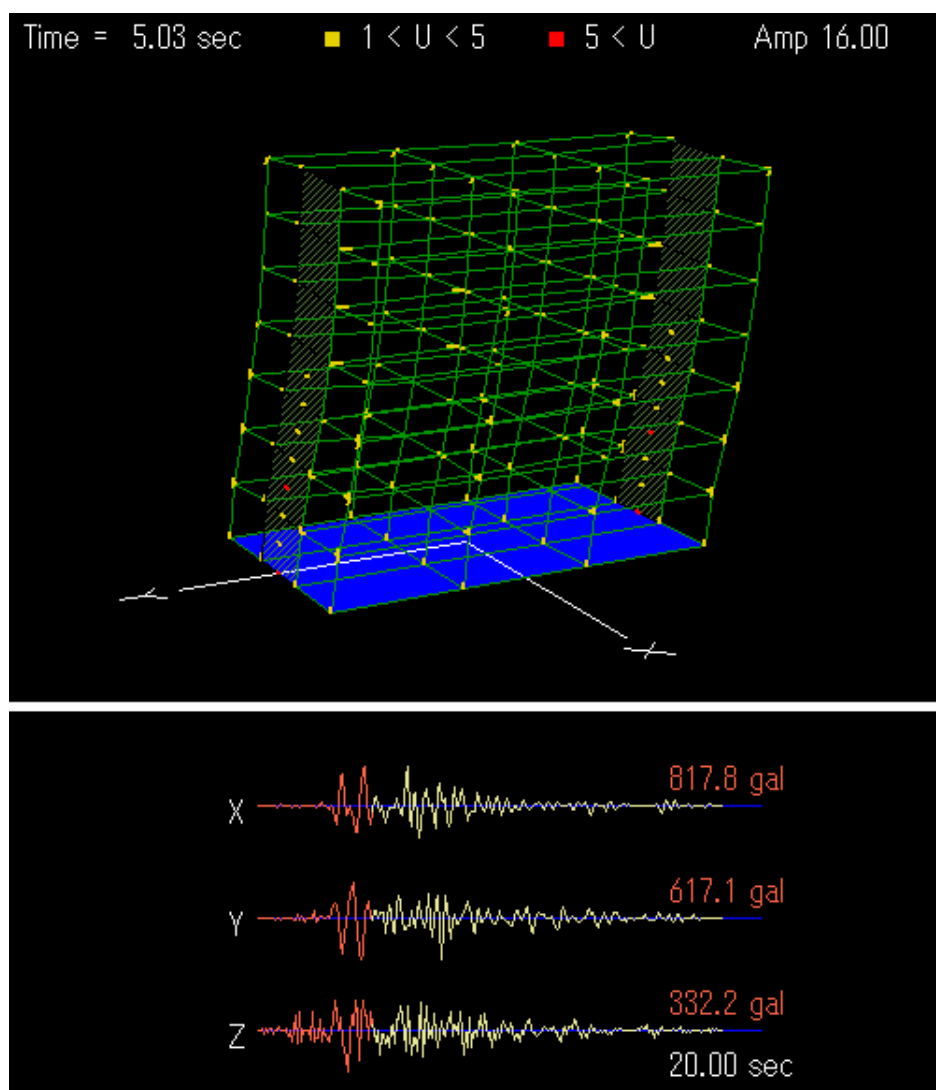 Time = 5.03 sec 1 < U < 5 5 < U Amp 16.00
Y
X
817.8 gal
X
617.1 gal
Y
332.2 gal
Z
20.00 sec